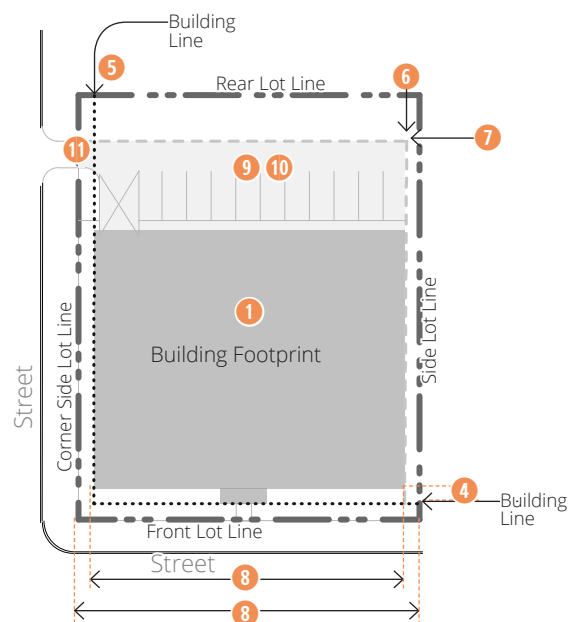 Building
Line
5
6
Rear Lot Line
7
11
9
10
1
Building Footprint
Street
Corner Side Lot Line
Side Lot Line
4
Building
Line
Front Lot Line
Street
8
8